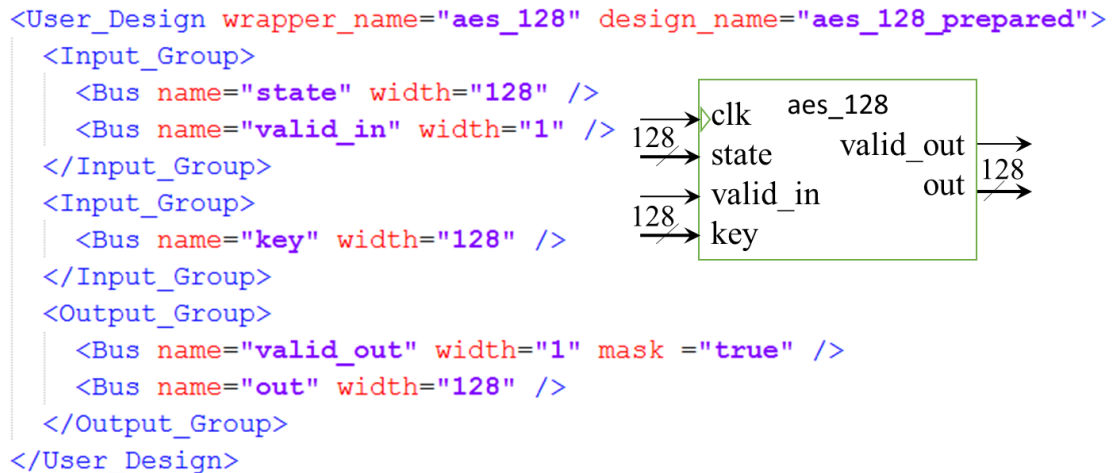 <User_Design wrapper_name="aes_128" design_name="aes_128_prepared">
<Input_Group>
<Bus name="state" width="128" />
<Bus name="valid_in" width="1" />
</Input_Group>
<Input_Group>
<Bus name="key" width="128" />
</Input_Group>
<Output_Group>
<Bus name="valid_out" width="1" mask ="true" />
<Bus name="out" width="128" />
</Output_Group>
</User_Design>
aes_128
clk
128
state
valid_in
128
key
valid_out
128
out